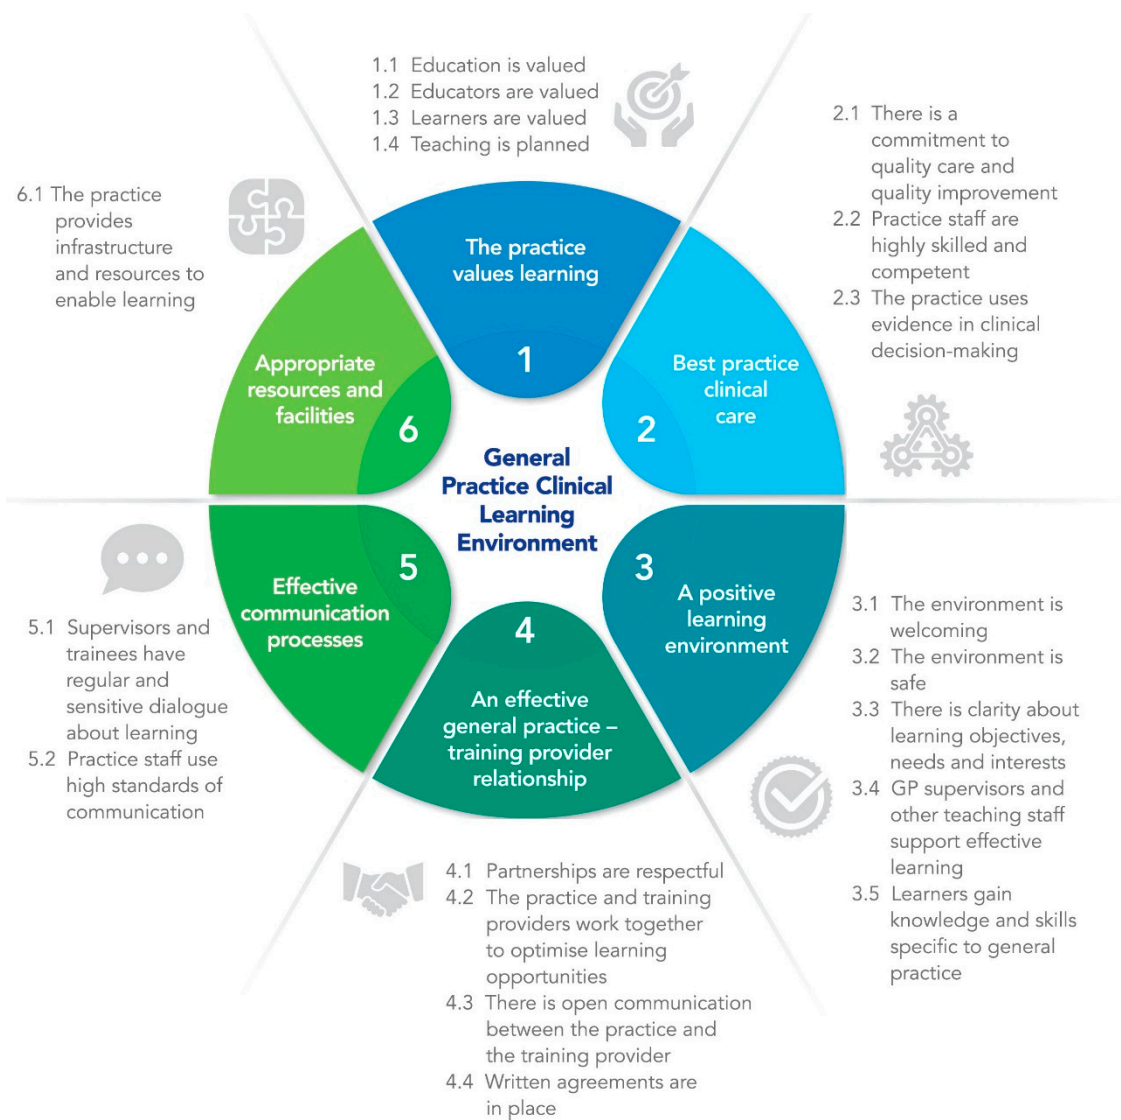 1.1 Education is valued
1.2 Educators are valued
1.3 Learners are valued
1.4 Teaching is planned
The practice
values learning
1
2.1 There is a
commitment to
quality care and
quality improvement
2.2 Practice staff are
highly skilled and
competent
2.3 The practice uses
evidence in clinical
decision-making
Best practice
clinical
care
2
3
A positive
learning
environment
3.1 The environment is
welcoming
3.2 The environment is
safe
3.3 There is clarity about
learning objectives,
needs and interests
3.4 GP supervisors and
other teaching staff
support effective
learning
3.5 Learners gain
knowledge and skills
specific to general
practice
4
An effective
general practice –
training provider
relationship
4.1 Partnerships are respectful
4.2 The practice and training
providers work together
to optimise learning
opportunities
4.3 There is open communication
between the practice and
the training provider
4.4 Written agreements are
in place
5
Effective
communication
processes
5.1 Supervisors and
trainees have
regular and
sensitive dialogue
about learning
5.2 Practice staff use
high standards of
communication
6.1 The practice
provides
infrastructure
and resources to
enable learning
Appropriate
resources and
facilities
6
General
Practice Clinical
Learning
Environment